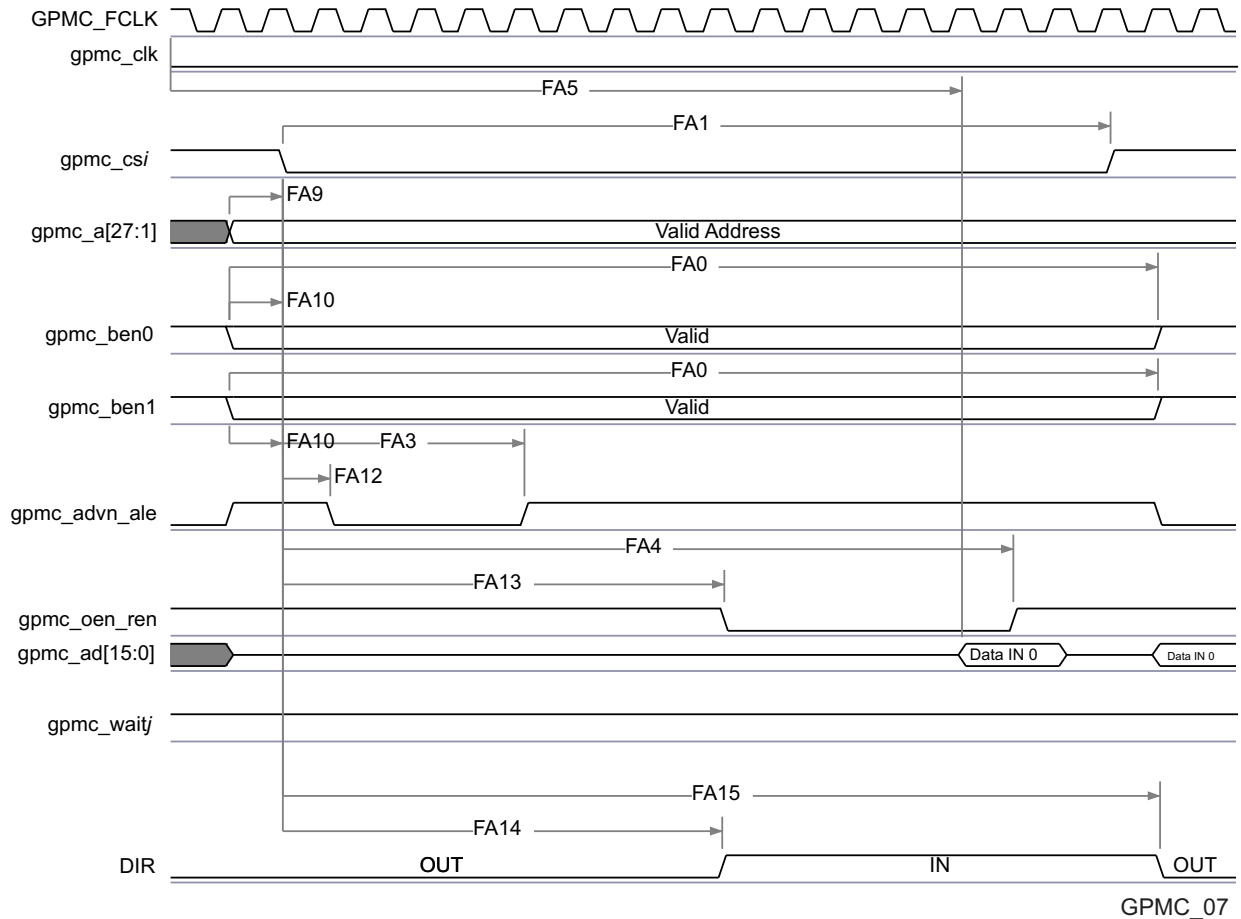 GPMC_FCLK
gpmc_clk
FA5
FA1
gpmc_csi
FA9
gpmc_a[27:1] Valid Address
FA0
FA10
gpmc_ben0 Valid
FA0
gpmc_ben1 Valid
FA10 FA3
FA12
gpmc_advn_ale
FA4
FA13
gpmc_oen_ren
gpmc_ad[15:0] Data IN 0 Data IN 0
gpmc_waitj
FA15
FA14
DIR OUT IN OUT
GPMC_07